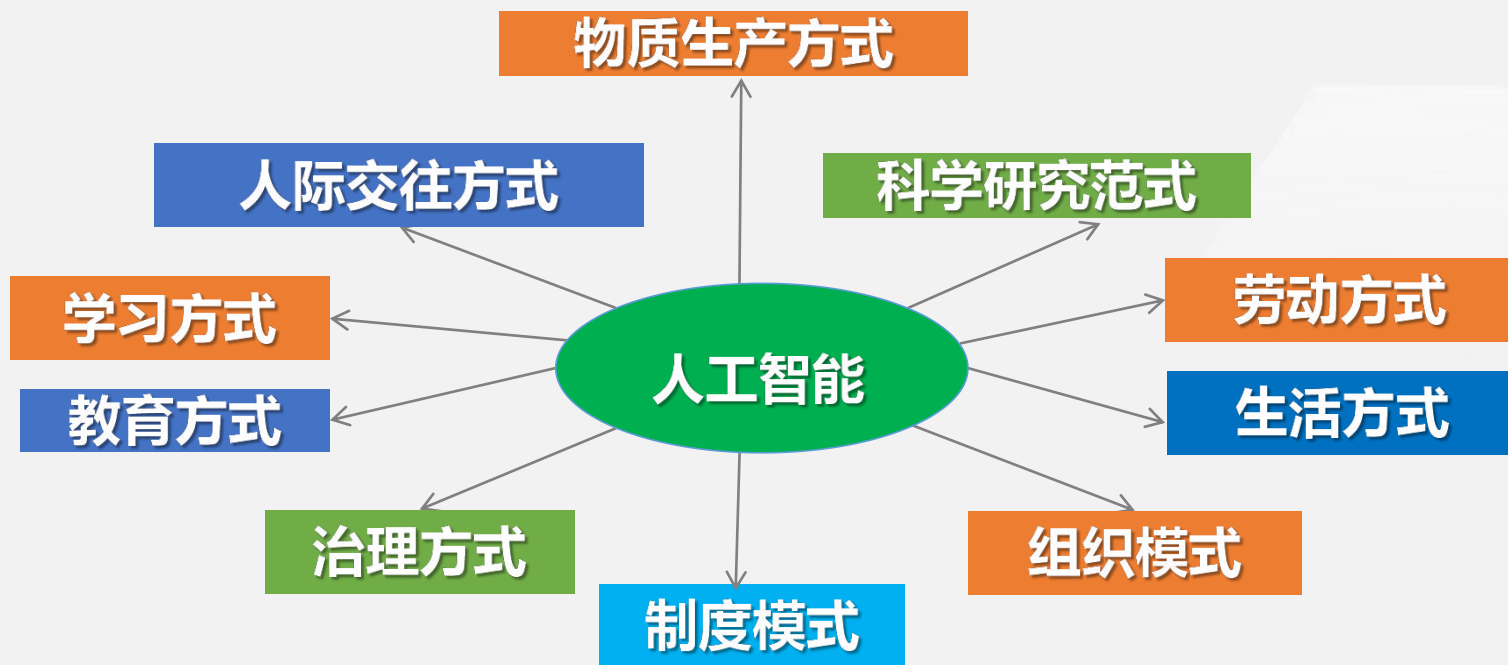 物质生产方式
人际交往方式
科学研究范式
学习方式
劳动方式
人工智能
教育方式
生活方式
治理方式
组织模式
制度模式